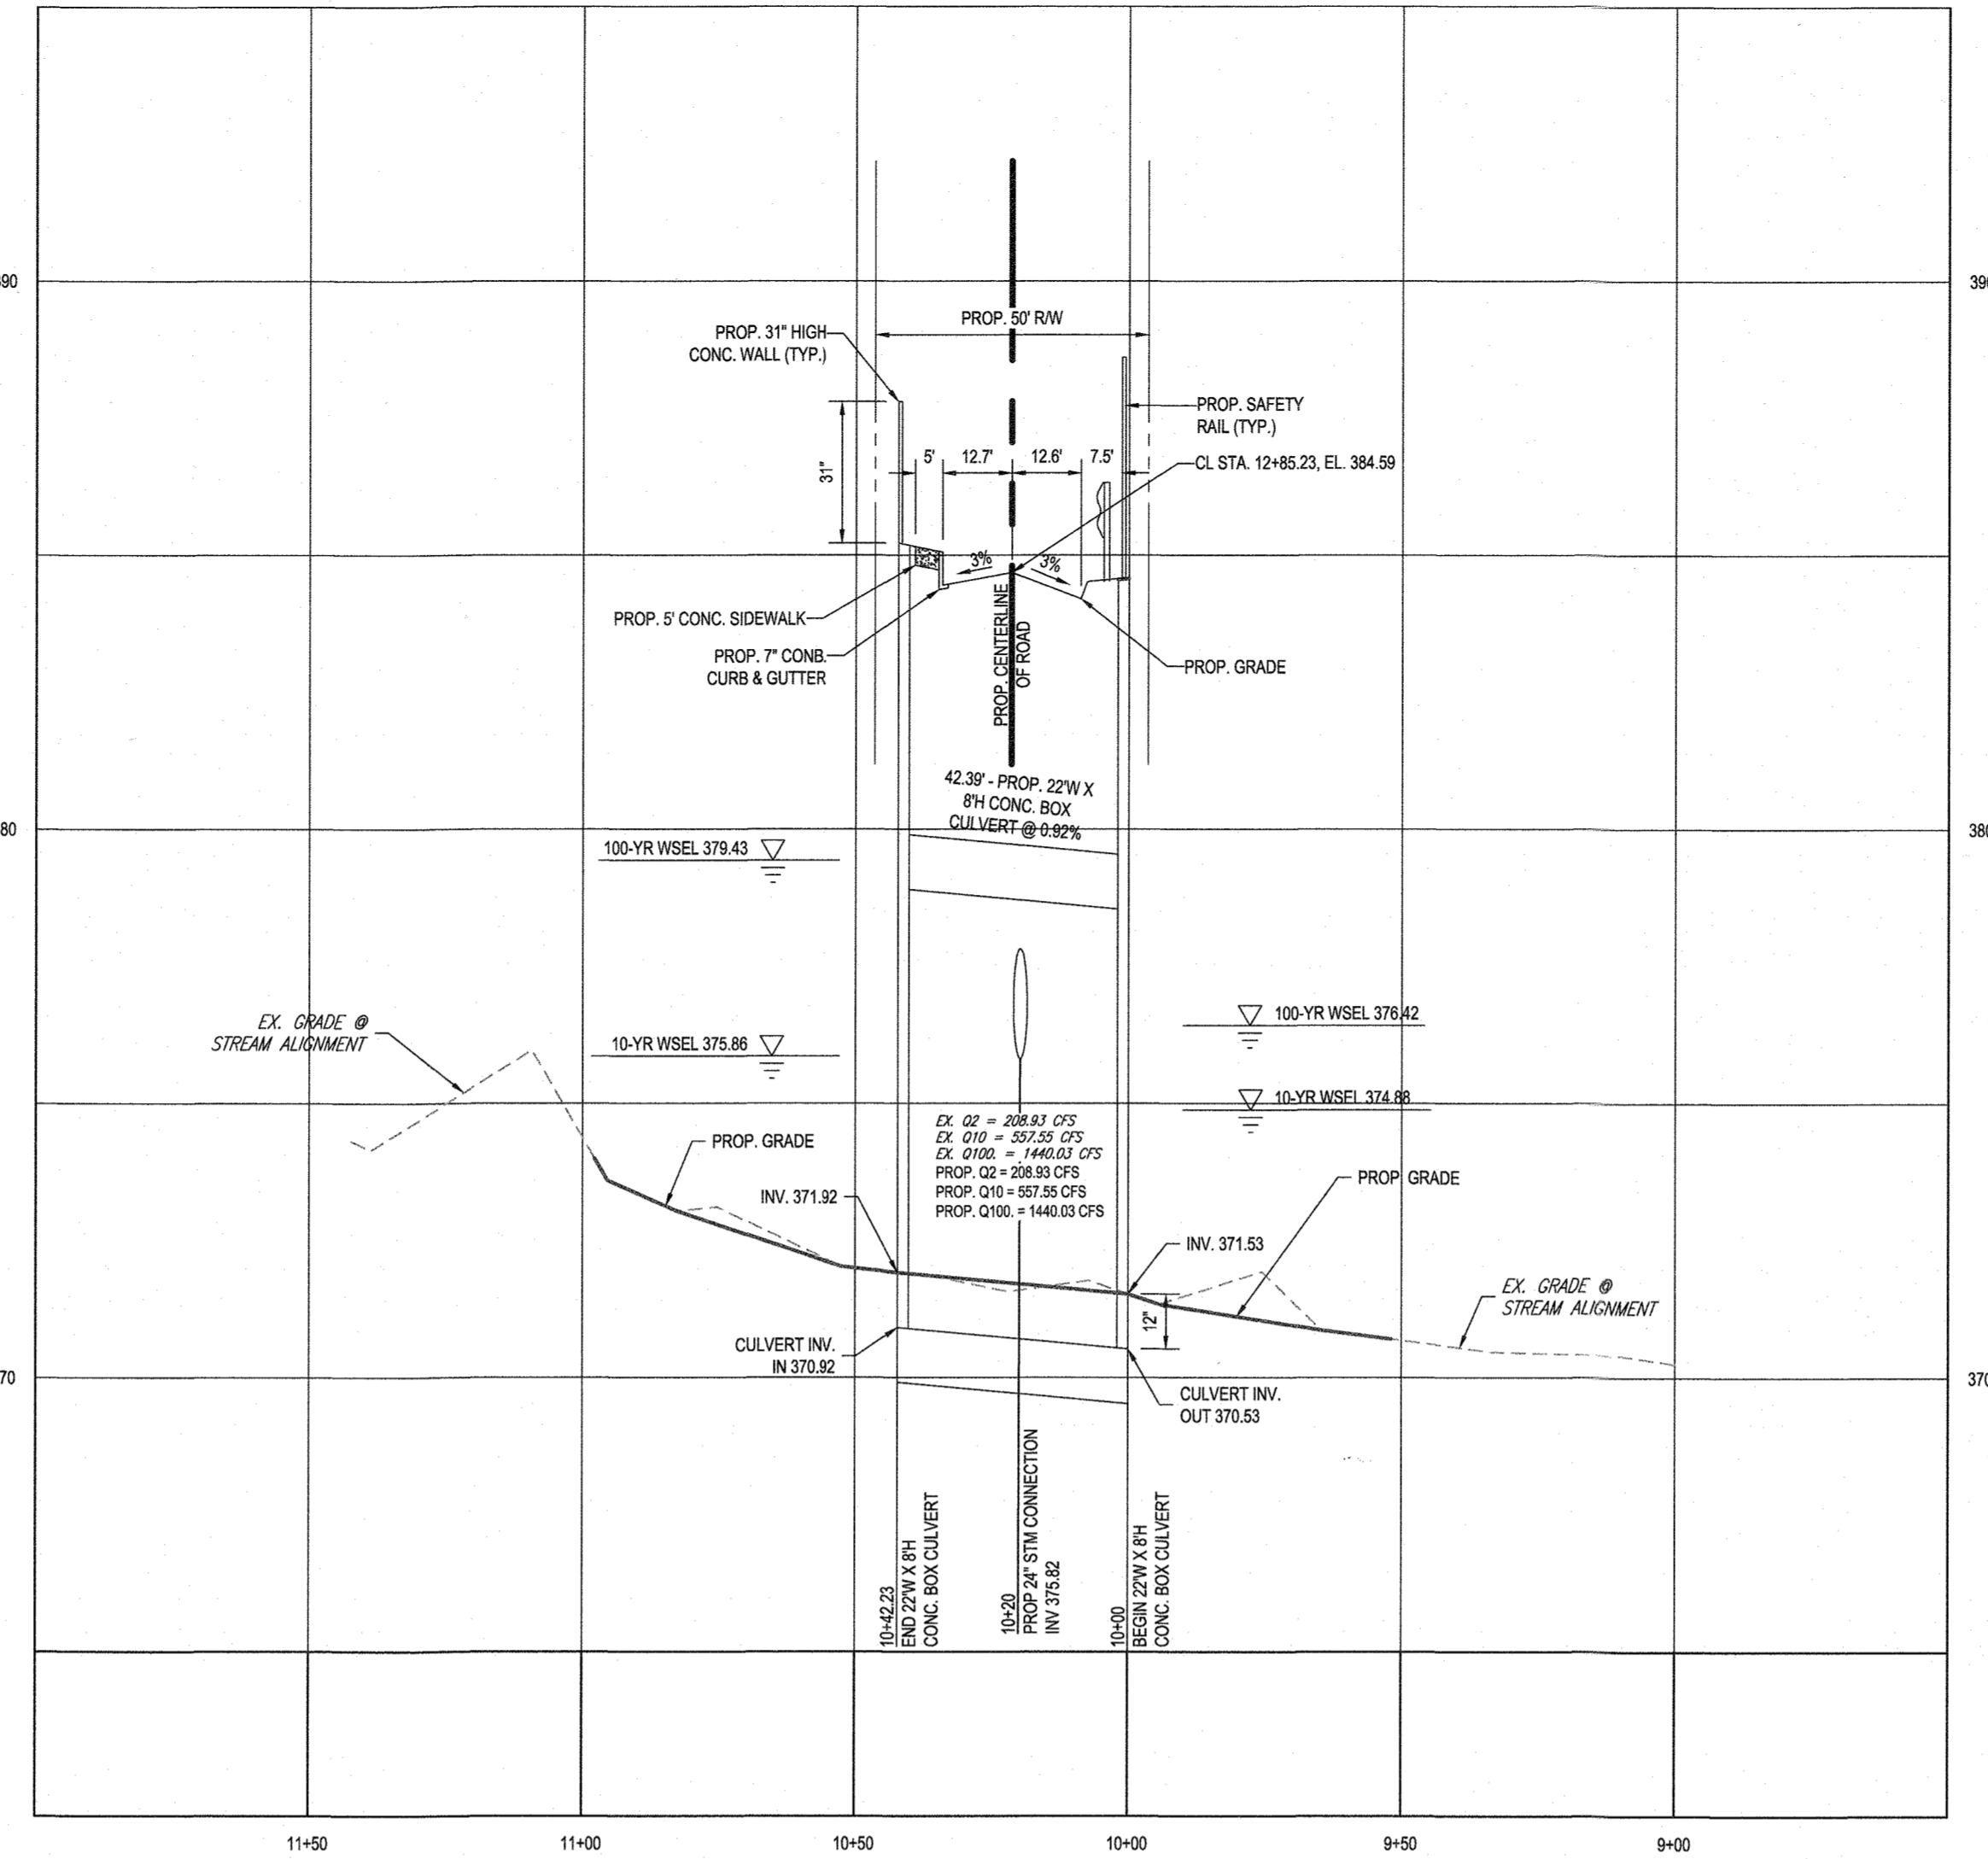 90
390
PROP. 50' R/W
PROP. 31" HIGH
CONC. WALL (TYP.)
PROP. SAFETY
RAIL (TYP.)
31"
5'
12.7'
12.6'
7.5'
CL STA. 12+85.23, EL. 384.59
3%
3%
PROP. 5' CONC. SIDEWALK
PROP. 7" CONB.
CURB & GUTTER
PROP. CENTERLINE
OF ROAD
PROP. GRADE
42.39' - PROP. 22'W X
8'H CONC. BOX
CULVERT @ 0.92%
80
380
100-YR WSEL 379.43
EX. GRADE @
STREAM ALIGNMENT
10-YR WSEL 375.86
100-YR WSEL 376.42
10-YR WSEL 374.88
EX. Q2 = 208.93 CFS
EX. Q10 = 557.55 CFS
EX. Q100. = 1440.03 CFS
PROP. Q2 = 208.93 CFS
PROP. Q10 = 557.55 CFS
PROP. Q100. = 1440.03 CFS
PROP. GRADE
INV. 371.92
PROP. GRADE
INV. 371.53
12"
EX. GRADE @
STREAM ALIGNMENT
CULVERT INV.
IN 370.92
70
370
CULVERT INV.
OUT 370.53
10+42.23
END 22'W X 8'H
CONC. BOX CULVERT
10+20
PROP 24" STM CONNECTION
INV 375.82
10+00
BEGIN 22'W X 8'H
CONC. BOX CULVERT
11+50
11+00
10+50
10+00
9+50
9+00